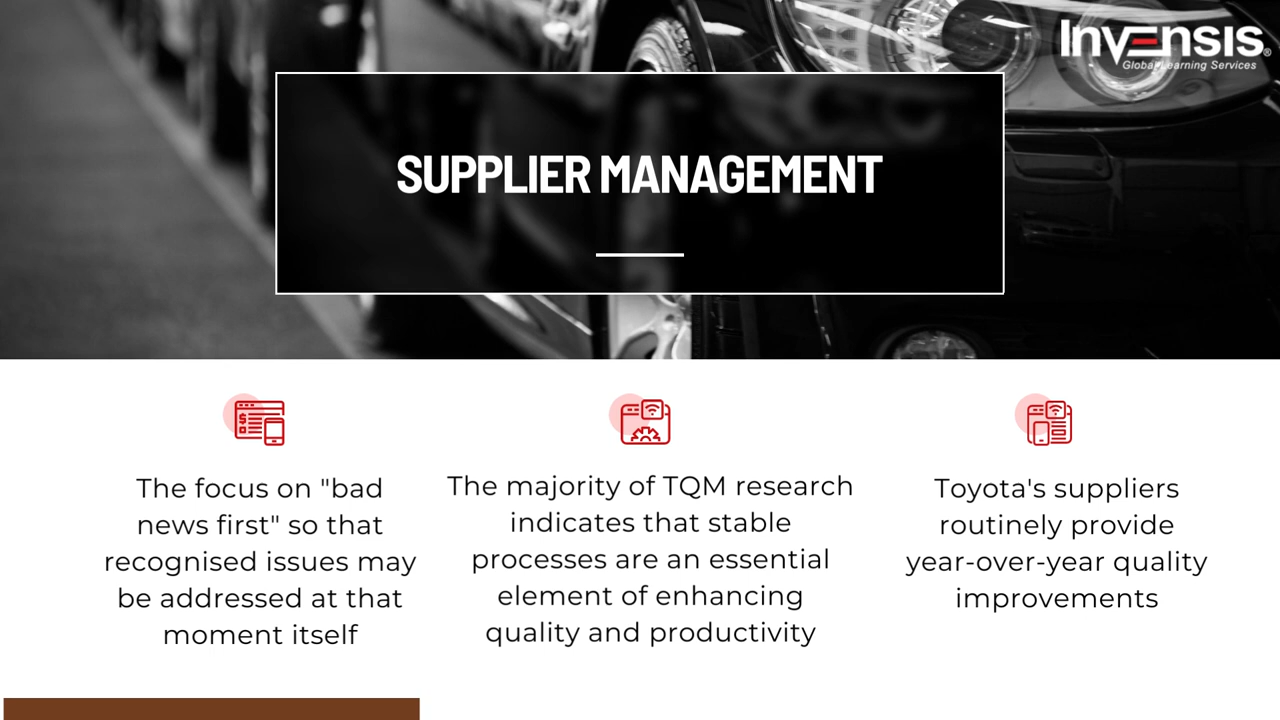 Invensis®
Global Learning Services
SUPPLIER MANAGEMENT
The focus on "bad
news first" so that
recognised issues may
be addressed at that
moment itself
The majority of TQM research
indicates that stable
processes are an essential
element of enhancing
quality and productivity
Toyota's suppliers
routinely provide
year-over-year quality
improvements